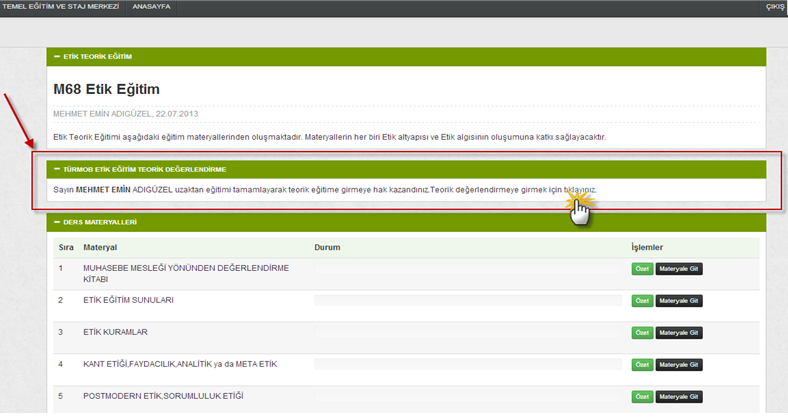 TEMEL EĞİTİM VE STAJ MERKEZİ ANASAYFA ÇIKIŞ
ETİK TEORİK EĞİTİM
M68 Etik Eğitim
MEHMET EMİN ADIGÜZEL, 22.07.2013
Etik Teorik Eğitimi aşağıdaki eğitim materyallerinden oluşmaktadır. Materyallerin her biri Etik altyapısı ve Etik algısının oluşumuna katkı sağlayacaktır.
TÜRMOB ETİK EĞİTİM TEORİK DEĞERLENDİRME
Sayın MEHMET EMİN ADIGÜZEL uzaktan eğitimi tamamlayarak teorik eğitime girmeye hak kazandınız.Teorik değerlendirmeye girmek için tıklayınız.
DERS MATERYALLERİ
Sıra Materyal Durum İşlemler
1 MUHASEBE MESLEĞİ YÖNÜNDEN DEĞERLENDİRME
KİTABI
Özet Materyale Git
2 ETİK EĞİTİM SUNULARI Özet Materyale Git
3 ETİK KURAMLAR Özet Materyale Git
4 KANT ETİĞİ,FAYDACILIK,ANALİTİK ya da META ETİK Özet Materyale Git
5 POSTMODERN ETİK,SORUMLULUK ETİĞİ Özet Materyale Git